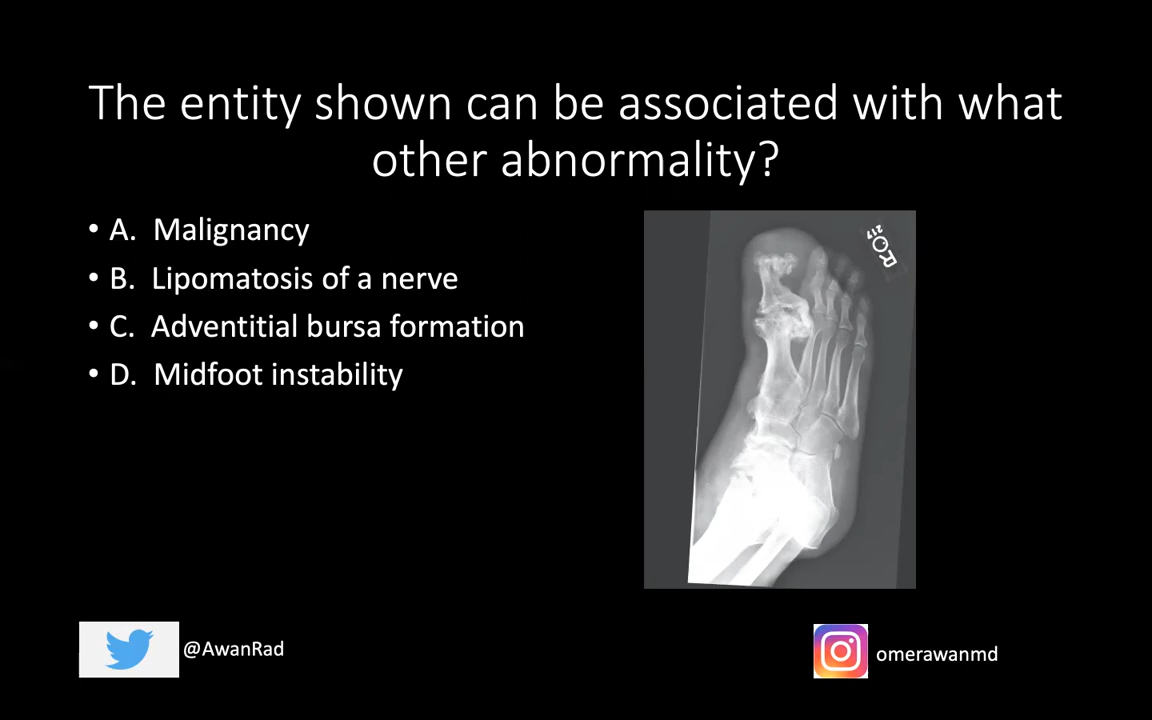 The entity shown can be associated with what
other abnormality?
• A. Malignancy
• B. Lipomatosis of a nerve
• C. Adventitial bursa formation
• D. Midfoot instability
217
R
@AwanRad
omerawanmd